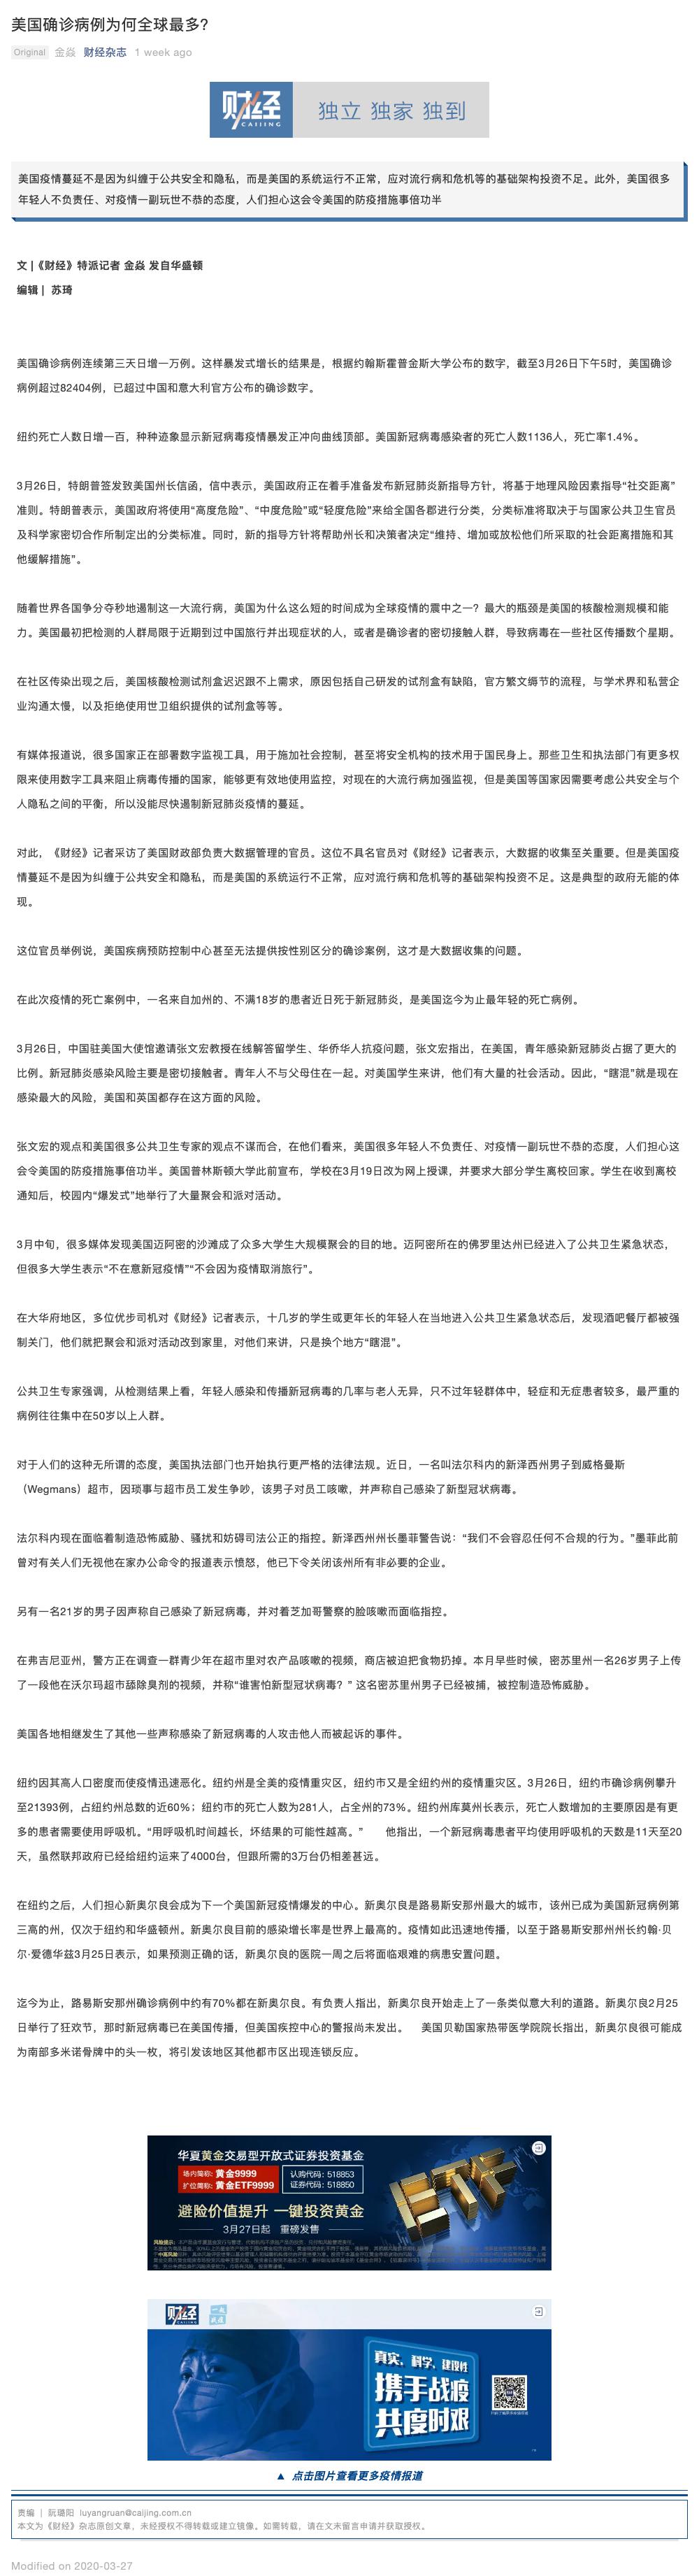 美国确诊病例为何全球最多?
Original 金焱 财经杂志 1 week ago
财经 CAIJING 独立 独家 独到
美国疫情蔓延不是因为纠缠于公共安全和隐私，而是美国的系统运行不正常，应对流行病和危机等的基础架构投资不足。此外，美国很多
年轻人不负责任、对疫情一副玩世不恭的态度，人们担心这会令美国的防疫措施事倍功半
文 |《财经》特派记者 金焱 发自华盛顿
编辑 | 苏琦
美国确诊病例连续第三天日增一万例。这样暴发式增长的结果是，根据约翰斯霍普金斯大学公布的数字，截至3月26日下午5时，美国确诊
病例超过82404例，已超过中国和意大利官方公布的确诊数字。
纽约死亡人数日增一百，种种迹象显示新冠病毒疫情暴发正冲向曲线顶部。美国新冠病毒感染者的死亡人数1136人，死亡率1.4%。
3月26日，特朗普签发致美国州长信函，信中表示，美国政府正在着手准备发布新冠肺炎新指导方针，将基于地理风险因素指导“社交距离”
准则。特朗普表示，美国政府将使用“高度危险”、“中度危险”或“轻度危险”来给全国各郡进行分类，分类标准将取决于与国家公共卫生官员
及科学家密切合作所制定出的分类标准。同时，新的指导方针将帮助州长和决策者决定“维持、增加或放松他们所采取的社会距离措施和其
他缓解措施”。
随着世界各国争分夺秒地遏制这一大流行病，美国为什么这么短的时间成为全球疫情的震中之一？最大的瓶颈是美国的核酸检测规模和能
力。美国最初把检测的人群局限于近期到过中国旅行并出现症状的人，或者是确诊者的密切接触人群，导致病毒在一些社区传播数个星期。
在社区传染出现之后，美国核酸检测试剂盒迟迟跟不上需求，原因包括自己研发的试剂盒有缺陷，官方繁文缛节的流程，与学术界和私营企
业沟通太慢，以及拒绝使用世卫组织提供的试剂盒等等。
有媒体报道说，很多国家正在部署数字监视工具，用于施加社会控制，甚至将安全机构的技术用于国民身上。那些卫生和执法部门有更多权
限来使用数字工具来阻止病毒传播的国家，能够更有效地使用监控，对现在的大流行病加强监视，但是美国等国家因需要考虑公共安全与个
人隐私之间的平衡，所以没能尽快遏制新冠肺炎疫情的蔓延。
对此，《财经》记者采访了美国财政部负责大数据管理的官员。这位不具名官员对《财经》记者表示，大数据的收集至关重要。但是美国疫
情蔓延不是因为纠缠于公共安全和隐私，而是美国的系统运行不正常，应对流行病和危机等的基础架构投资不足。这是典型的政府无能的体
现。
这位官员举例说，美国疾病预防控制中心甚至无法提供按性别区分的确诊案例，这才是大数据收集的问题。
在此次疫情的死亡案例中，一名来自加州的、不满18岁的患者近日死于新冠肺炎，是美国迄今为止最年轻的死亡病例。
3月26日，中国驻美国大使馆邀请张文宏教授在线解答留学生、华侨华人抗疫问题，张文宏指出，在美国，青年感染新冠肺炎占据了更大的
比例。新冠肺炎感染风险主要是密切接触者。青年人不与父母住在一起。对美国学生来讲，他们有大量的社会活动。因此，“瞎混”就是现在
感染最大的风险，美国和英国都存在这方面的风险。
张文宏的观点和美国很多公共卫生专家的观点不谋而合，在他们看来，美国很多年轻人不负责任、对疫情一副玩世不恭的态度，人们担心这
会令美国的防疫措施事倍功半。美国普林斯顿大学此前宣布，学校在3月19日改为网上授课，并要求大部分学生离校回家。学生在收到离校
通知后，校园内“爆发式”地举行了大量聚会和派对活动。
3月中旬，很多媒体发现美国迈阿密的沙滩成了众多大学生大规模聚会的目的地。迈阿密所在的佛罗里达州已经进入了公共卫生紧急状态，
但很多大学生表示“不在意新冠疫情”“不会因为疫情取消旅行”。
在大华府地区，多位优步司机对《财经》记者表示，十几岁的学生或更年长的年轻人在当地进入公共卫生紧急状态后，发现酒吧餐厅都被强
制关门，他们就把聚会和派对活动改到家里，对他们来讲，只是换个地方“瞎混”。
公共卫生专家强调，从检测结果上看，年轻人感染和传播新冠病毒的几率与老人无异，只不过年轻群体中，轻症和无症患者较多，最严重的
病例往往集中在50岁以上人群。
对于人们的这种无所谓的态度，美国执法部门也开始执行更严格的法律法规。近日，一名叫法尔科内的新泽西州男子到威格曼斯
（Wegmans）超市，因琐事与超市员工发生争吵，该男子对员工咳嗽，并声称自己感染了新型冠状病毒。
法尔科内现在面临着制造恐怖威胁、骚扰和妨碍司法公正的指控。新泽西州州长墨菲警告说：“我们不会容忍任何不合规的行为。”墨菲此前
曾对有关人们无视他在家办公命令的报道表示愤怒，他已下令关闭该州所有非必要的企业。
另有一名21岁的男子因声称自己感染了新冠病毒，并对着芝加哥警察的脸咳嗽而面临指控。
在弗吉尼亚州，警方正在调查一群青少年在超市里对农产品咳嗽的视频，商店被迫把食物扔掉。本月早些时候，密苏里州一名26岁男子上传
了一段他在沃尔玛超市舔除臭剂的视频，并称“谁害怕新型冠状病毒？” 这名密苏里州男子已经被捕，被控制造恐怖威胁。
美国各地相继发生了其他一些声称感染了新冠病毒的人攻击他人而被起诉的事件。
纽约因其高人口密度而使疫情迅速恶化。纽约州是全美的疫情重灾区，纽约市又是全纽约州的疫情重灾区。3月26日，纽约市确诊病例攀升
至21393例，占纽约州总数的近60%；纽约市的死亡人数为281人，占全州的73%。纽约州库莫州长表示，死亡人数增加的主要原因是有更
多的患者需要使用呼吸机。“用呼吸机时间越长，坏结果的可能性越高。” 他指出，一个新冠病毒患者平均使用呼吸机的天数是11天至20
天，虽然联邦政府已经给纽约运来了4000台，但跟所需的3万台仍相差甚远。
在纽约之后，人们担心新奥尔良会成为下一个美国新冠疫情爆发的中心。新奥尔良是路易斯安那州最大的城市，该州已成为美国新冠病例第
三高的州，仅次于纽约和华盛顿州。新奥尔良目前的感染增长率是世界上最高的。疫情如此迅速地传播，以至于路易斯安那州州长约翰·贝
尔·爱德华兹3月25日表示，如果预测正确的话，新奥尔良的医院一周之后将面临艰难的病患安置问题。
迄今为止，路易斯安那州确诊病例中约有70%都在新奥尔良。有负责人指出，新奥尔良开始走上了一条类似意大利的道路。新奥尔良2月25
日举行了狂欢节，那时新冠病毒已在美国传播，但美国疾控中心的警报尚未发出。 美国贝勒国家热带医学院院长指出，新奥尔良很可能成
为南部多米诺骨牌中的头一枚，将引发该地区其他都市区出现连锁反应。
华夏黄金交易型开放式证券投资基金
场内简称: 黄金9999 认购代码：518853
扩位简称: 黄金ETF9999 证券代码：518850
避险价值提升 一键投资黄金
3月27日起 重磅发售
ETF
财经
真实、科学、建设性
携手战疫
共度时艰
▲ 点击图片查看更多疫情报道
责编 | 阮璐阳 luyangruan@caijing.com.cn
本文为《财经》杂志原创文章，未经授权不得转载或建立镜像。如需转载，请在文末留言申请并获取授权。
Modified on 2020-03-27